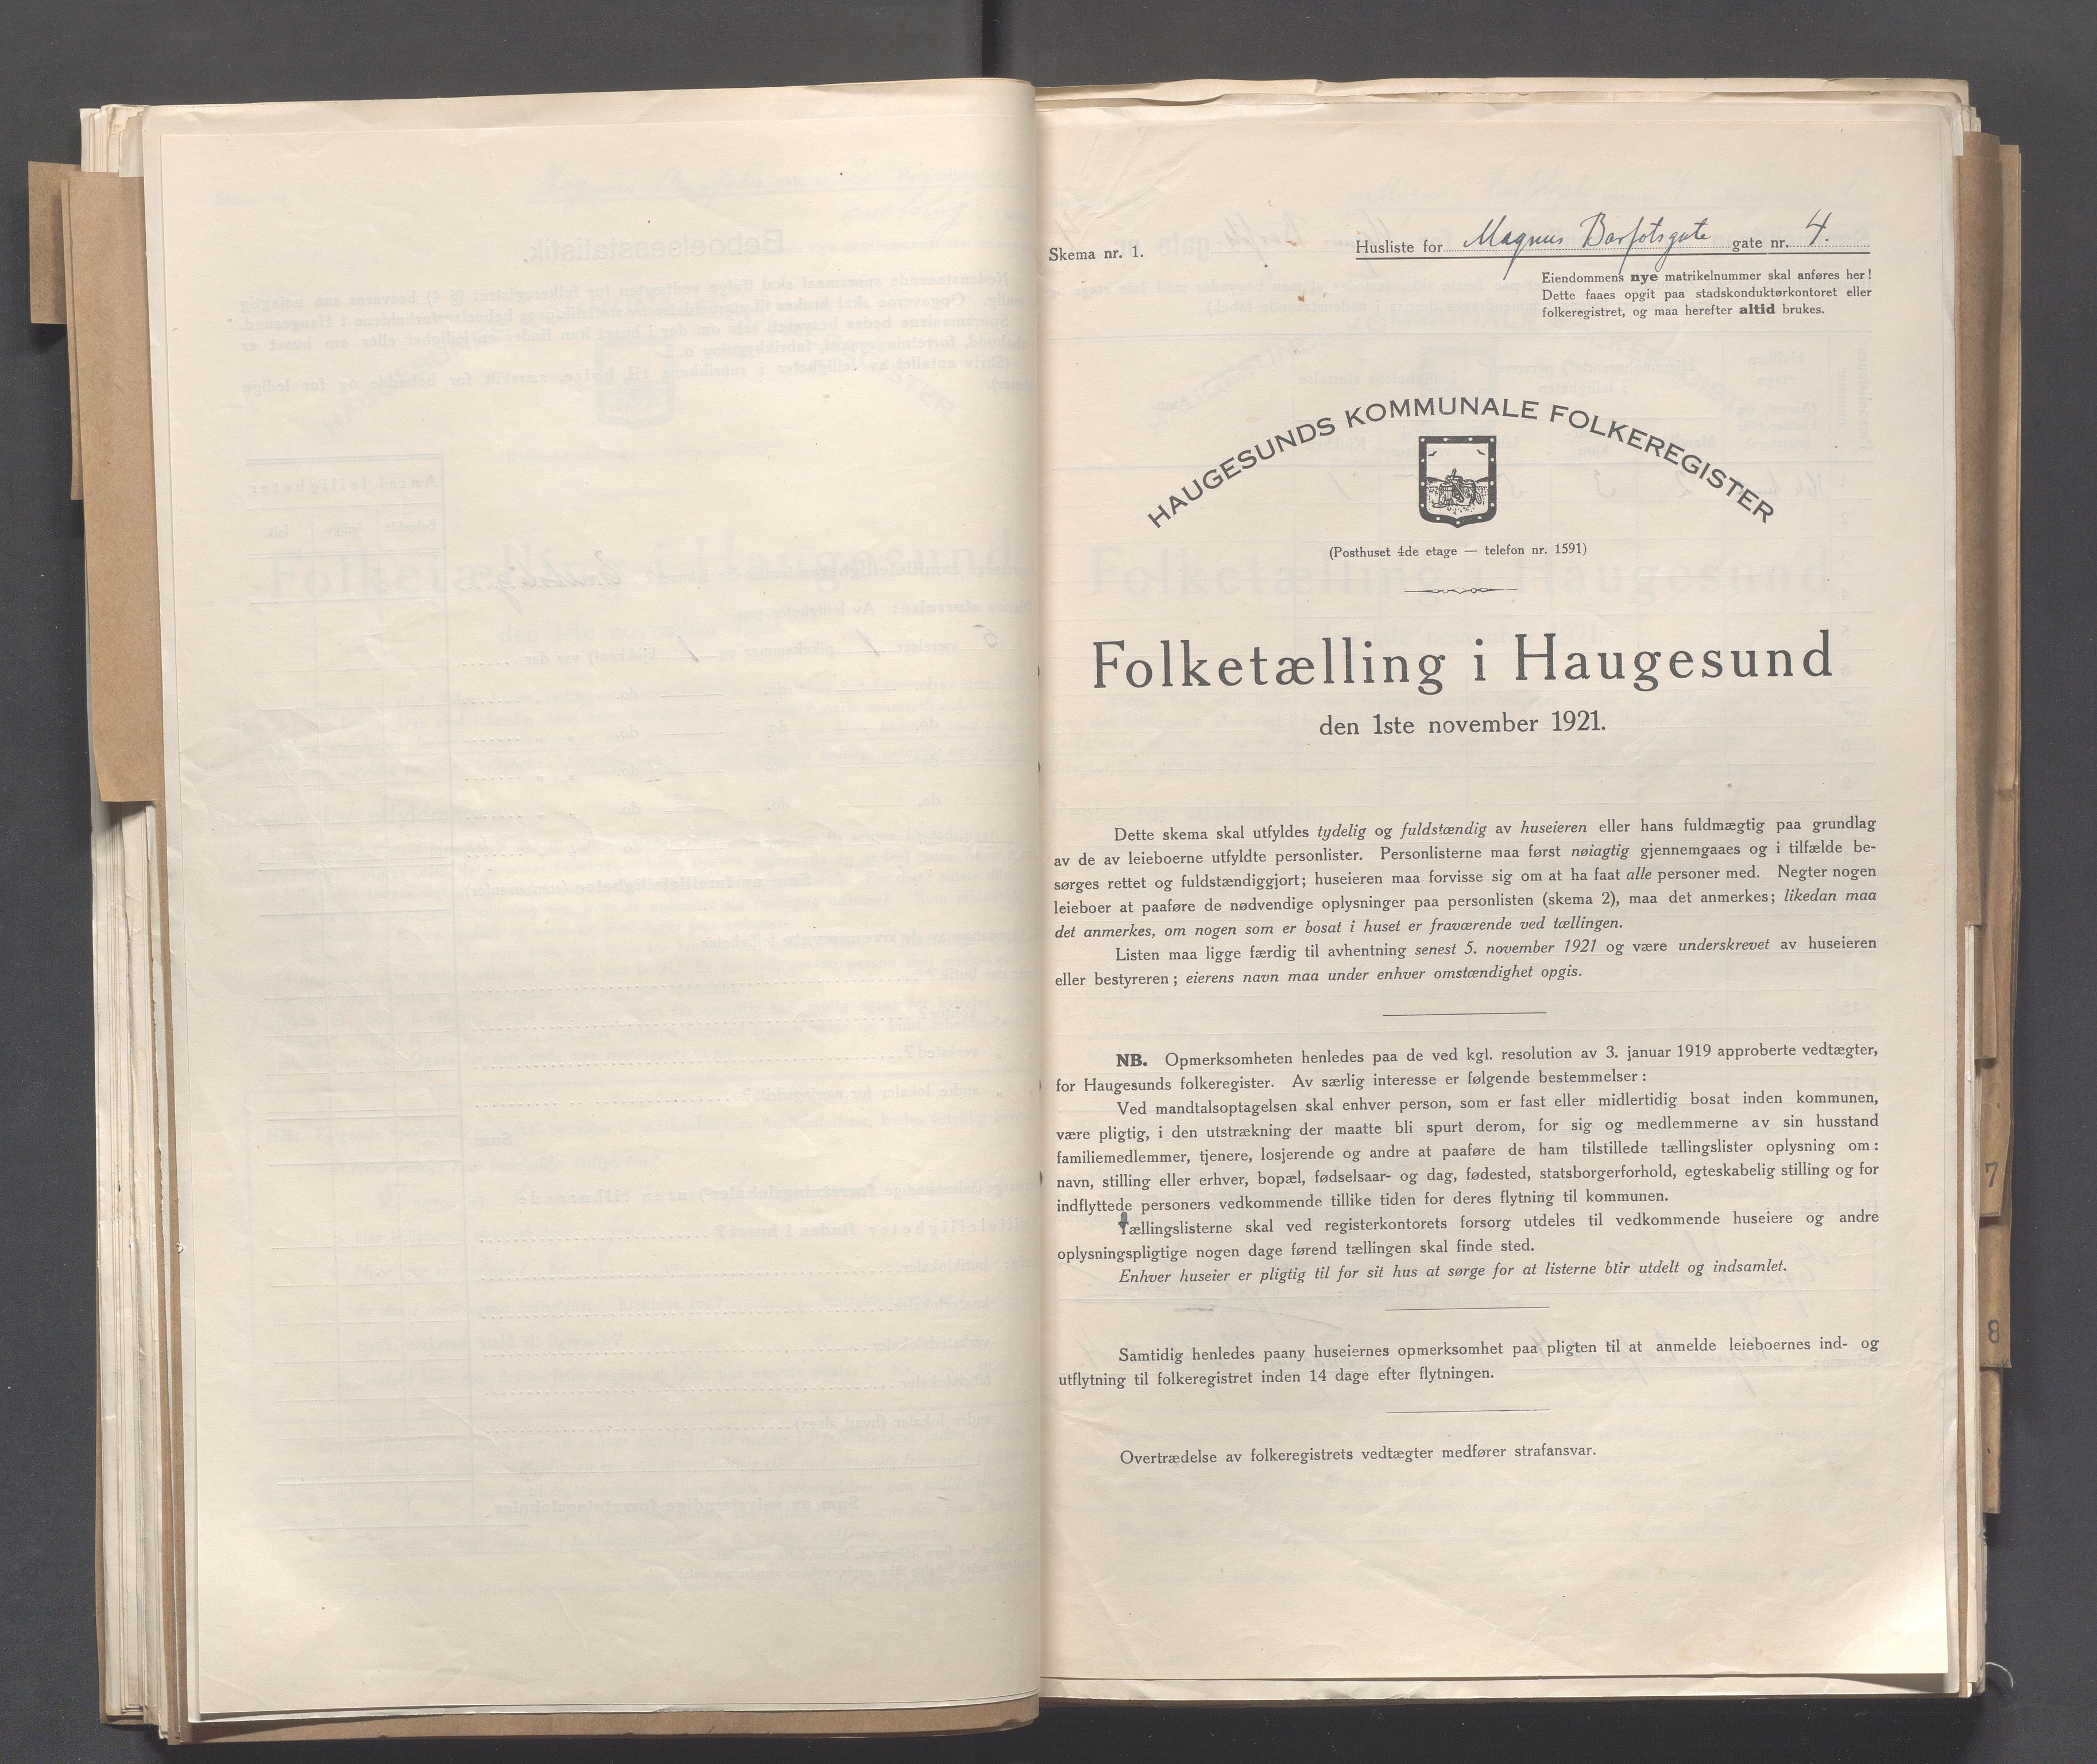 Skema nr. 1.
Husliste for Magnus Barfotsgate gate nr. 4.
Eiendommens nye matrikelnummer skal anføres her!
Dette faaes opgit paa stadskonduktørkontoret eller
folkeregistret, og maa herefter altid brukes.
HAUGESUNDS KOMMUNALE FOLKEREGISTER
(Posthuset 4de etage — telefon nr. 1591)
Folketælling i Haugesund
den 1ste november 1921.
Dette skema skal utfyldes tydelig og fuldstændig av huseieren eller hans fuldmægtig paa grundlag
av de av leieboerne utfyldte personlister. Personlisterne maa først nøiagtig gjennemgaaes og i tilfælde be-
sørges rettet og fuldstændiggjort; huseieren maa forvisse sig om at ha faat alle personer med. Negter nogen
leieboer at paaføre de nødvendige oplysninger paa personlisten (skema 2), maa det anmerkes; likedan maa
det anmerkes, om nogen som er bosat i huset er fraværende ved tællingen.
Listen maa ligge færdig til avhentning senest 5. november 1921 og være underskrevet av huseieren
eller bestyreren; eierens navn maa under enhver omstændighet opgis.
NB. Opmerksomheten henledes paa de ved kgl. resolution av 3. januar 1919 approberte vedtægter,
for Haugesunds folkeregister. Av særlig interesse er følgende bestemmelser:
Ved mandtalsoptagelsen skal enhver person, som er fast eller midlertidig bosat inden kommunen,
være pligtig, i den utstrækning der maatte bli spurt derom, for sig og medlemmerne av sin husstand
familiemedlemmer, tjenere, losjerende og andre at paaføre de ham tilstillede tællingslister oplysning om:
navn, stilling eller erhver, bopæl, fødselsaar- og dag, fødested, statsborgerforhold, egteskabelig stilling og for
indflyttede personers vedkommende tillike tiden for deres flytning til kommunen.
Tællingslisterne skal ved registerkontorets forsorg utdeles til vedkommende huseiere og andre
oplysningspligtige nogen dage førend tællingen skal finde sted.
Enhver huseier er pligtig til for sit hus at sørge for at listerne blir utdelt og indsamlet.
Samtidig henledes paany huseiernes opmerksomhet paa pligten til at anmelde leieboernes ind- og
utflytning til folkeregistret inden 14 dage efter flytningen.
Overtrædelse av folkeregistrets vedtægter medfører strafansvar.
7
8